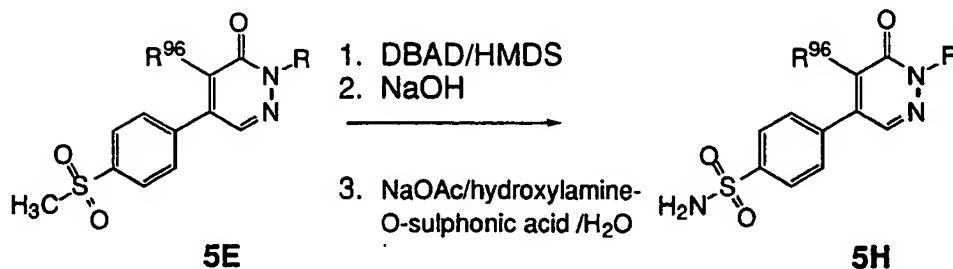 O
R⁹⁶
N
R
N
O
S
O
H₃C
5E
1. DBAD/HMDS
2. NaOH
3. NaOAc/hydroxylamine-
O-sulphonic acid /H₂O
O
R⁹⁶
N
R
N
O
S
O
H₂N
5H